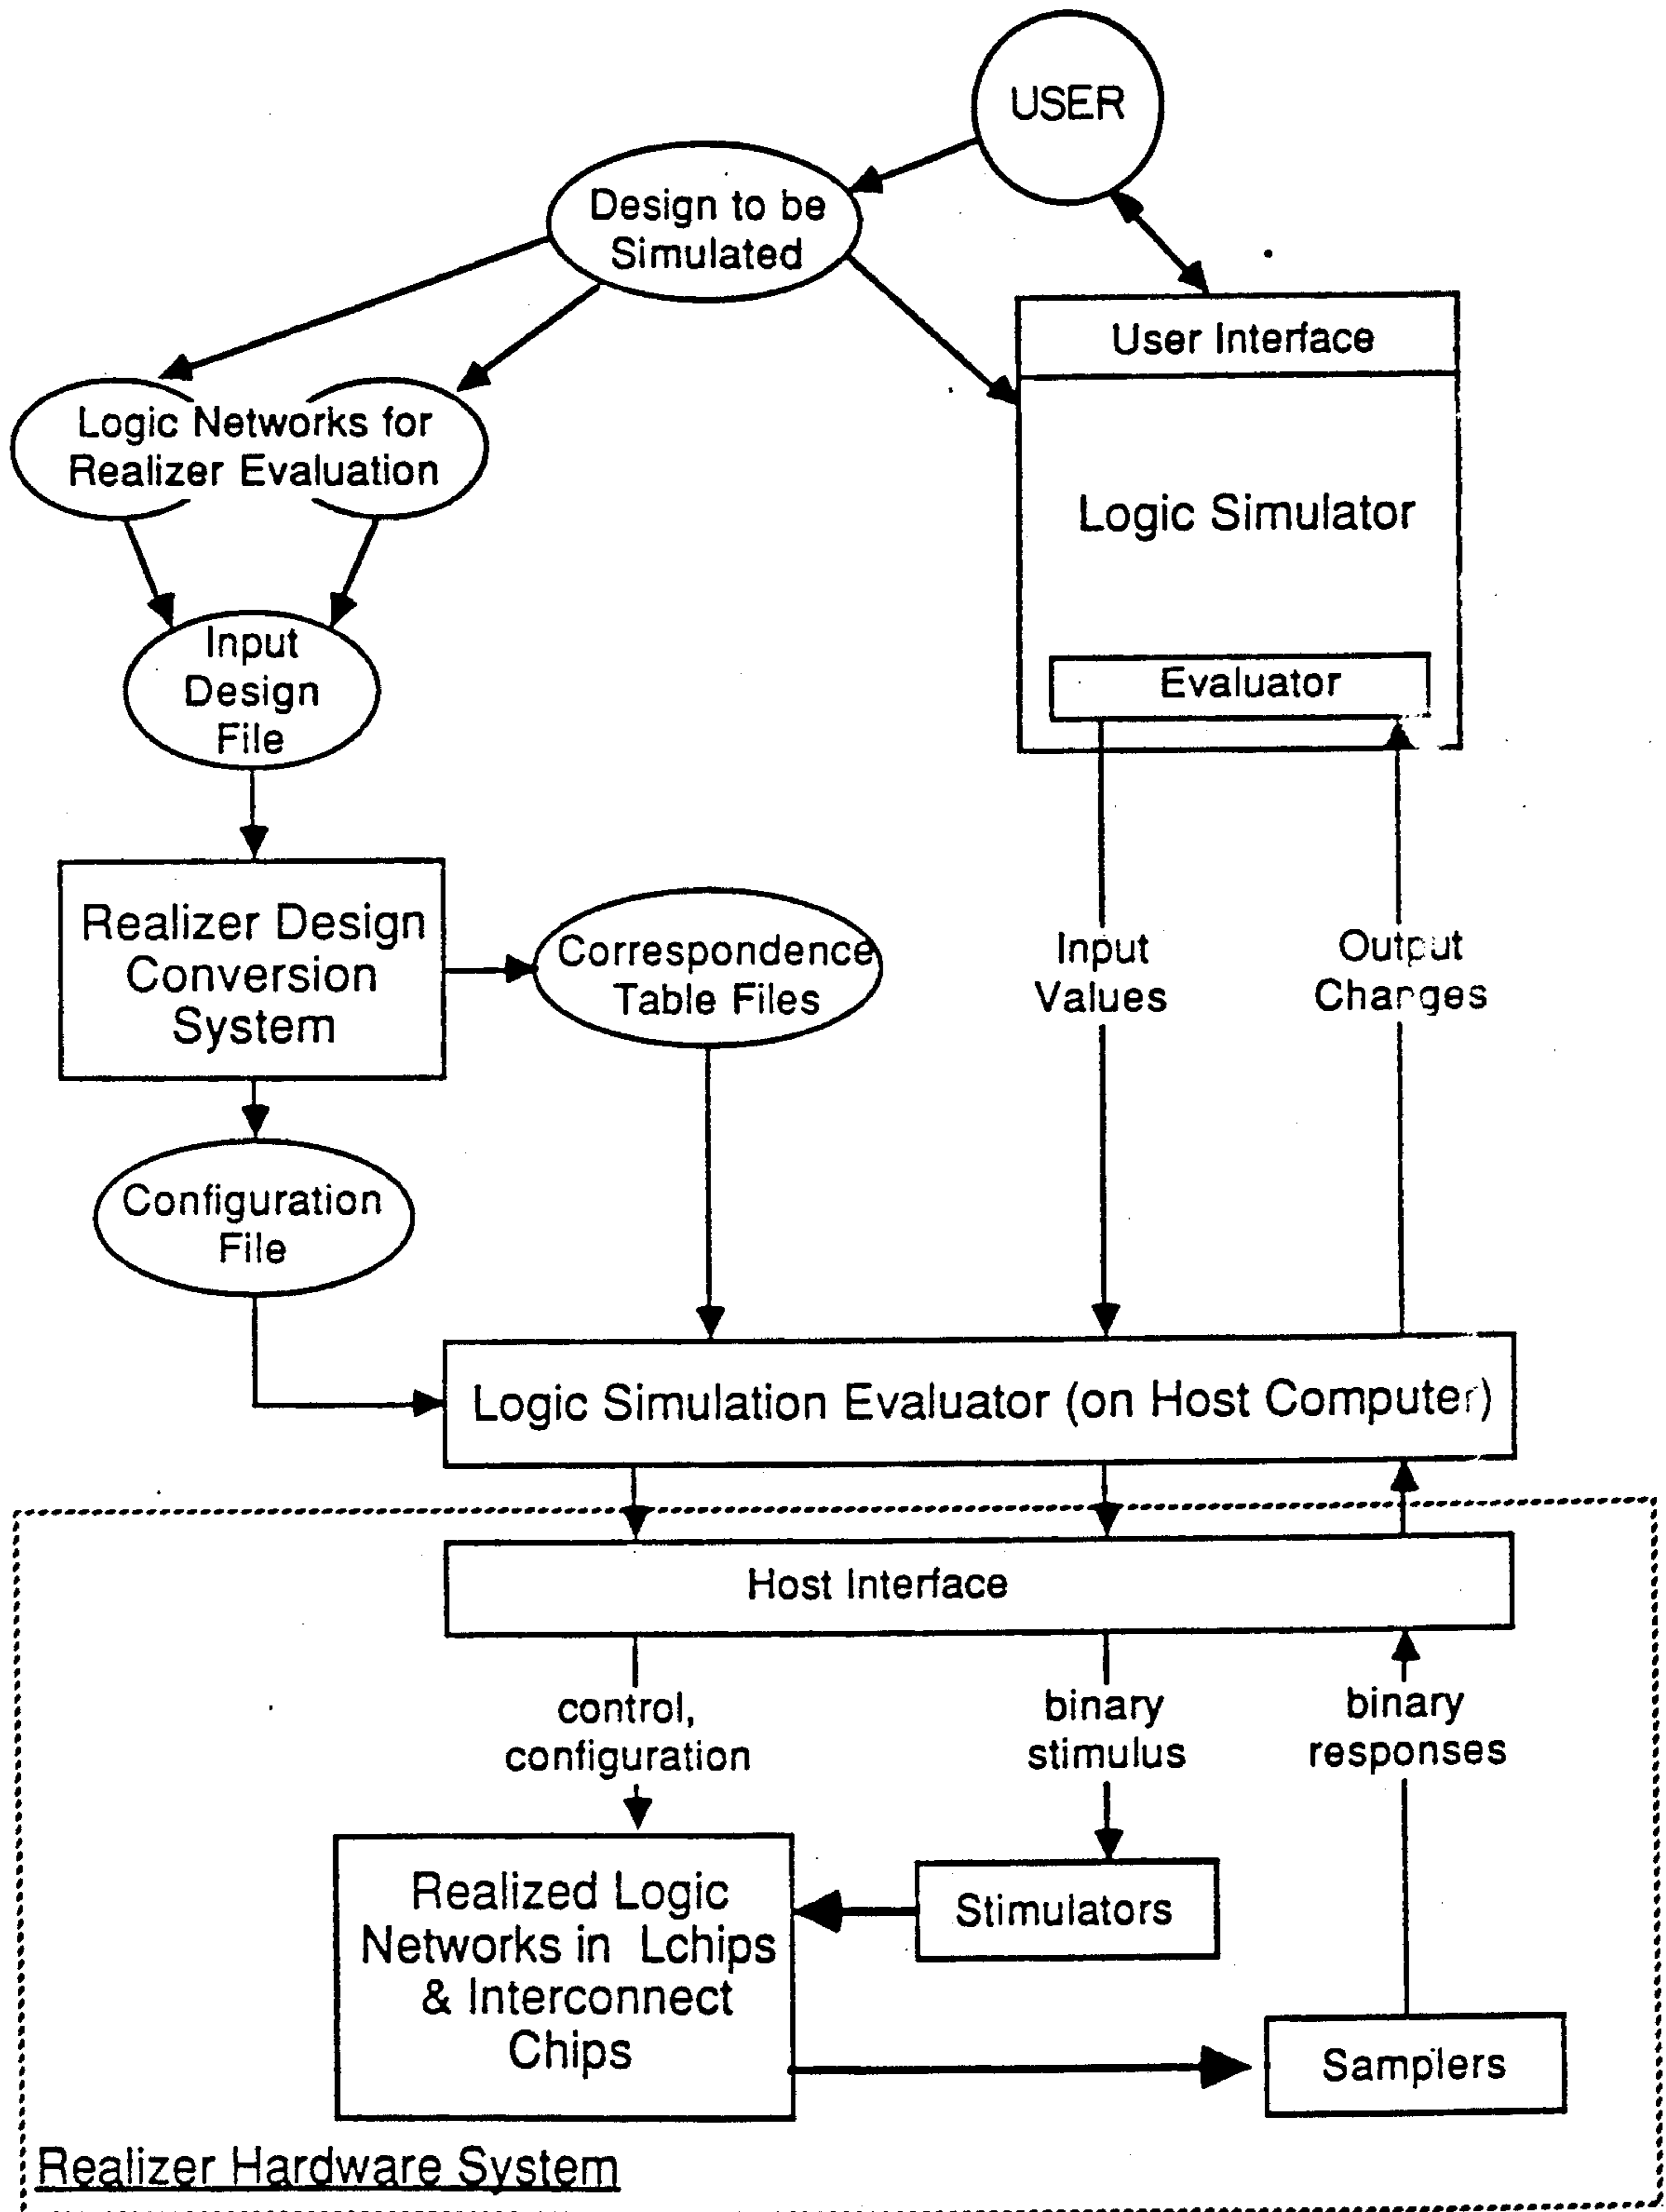 USER
Design to be
Simulated
User Interface
Logic Networks for
Realizer Evaluation
Logic Simulator
Input
Design
File
Evaluator
Realizer Design
Conversion
System
Correspondence
Table Files
Input
Values
Output
Changes
Configuration
File
Logic Simulation Evaluator (on Host Computer)
Host Interface
control,
configuration
binary
stimulus
binary
responses
Realized Logic
Networks in Lchips
& Interconnect
Chips
Stimulators
Samplers
Realizer Hardware System